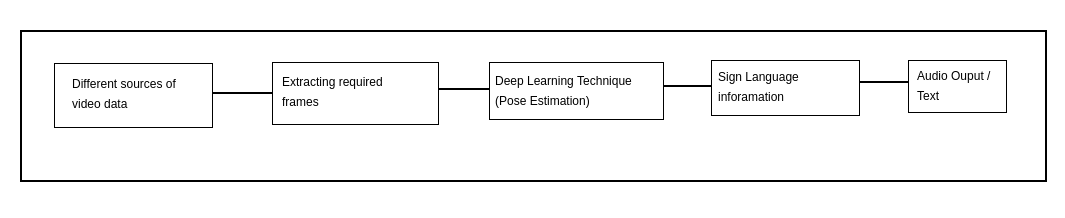 Different sources of
video data
Extracting required
frames
Deep Learning Technique
(Pose Estimation)
Sign Language
inforamation
Audio Ouput /
Text